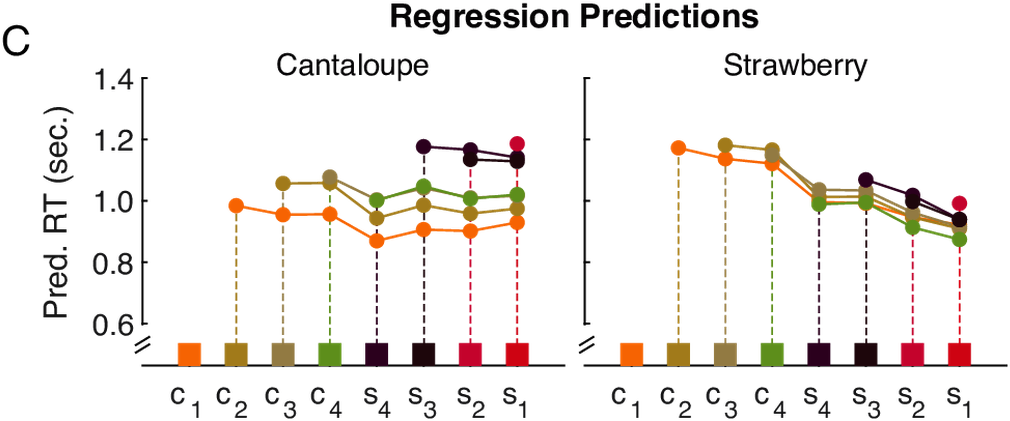 Regression Predictions
C
Cantaloupe
Strawberry
Pred. RT (sec.)
1.4
1.2
1.0
0.8
0.6
c1 c2 c3 c4 s4 s3 s2 s1
c1 c2 c3 c4 s4 s3 s2 s1